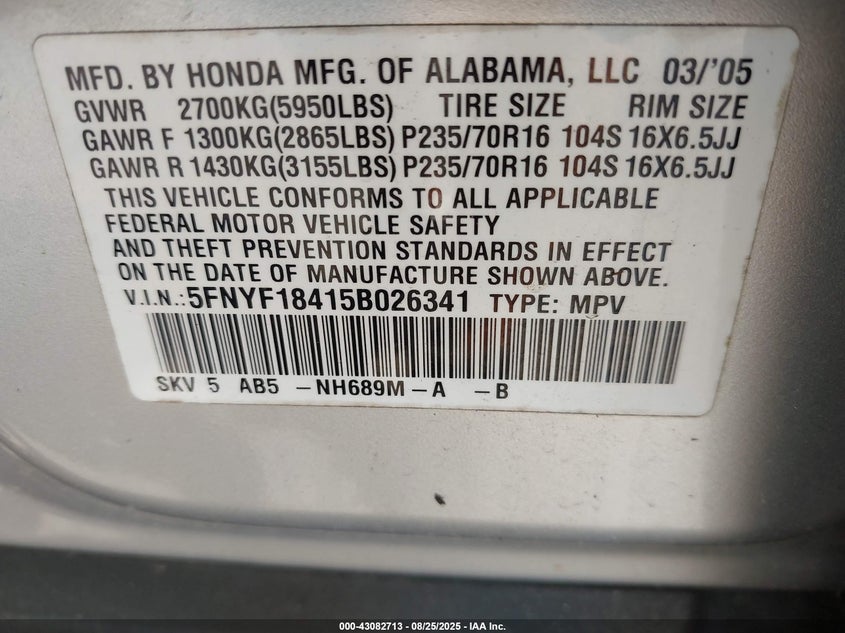 MFD. BY HONDA MFG. OF ALABAMA, LLC 03/'05
GVWR 2700KG(5950LBS) TIRE SIZE RIM SIZE
GAWR F 1300KG(2865LBS) P235/70R16 104S 16X6.5JJ
GAWR R 1430KG(3155LBS) P235/70R16 104S 16X6.5JJ
THIS VEHICLE CONFORMS TO ALL APPLICABLE
FEDERAL MOTOR VEHICLE SAFETY
AND THEFT PREVENTION STANDARDS IN EFFECT
ON THE DATE OF MANUFACTURE SHOWN ABOVE.
V.I.N.: 5FNYF18415B026341 TYPE: MPV
SKV 5 AB5 -NH689M-A -B
000-43082713 - 08/25/2025 - IAA Inc.